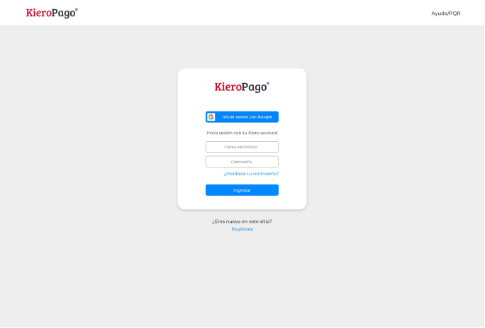 KieroPago®
Ayuda/PQR
KieroPago®
Iniciar sesión con Google
Inicia sesión con tu Kiero account
Correo electrónico
Contraseña
¿Olvidaste tu contraseña?
Ingresar
¿Eres nuevo en este sitio?
Regístrate